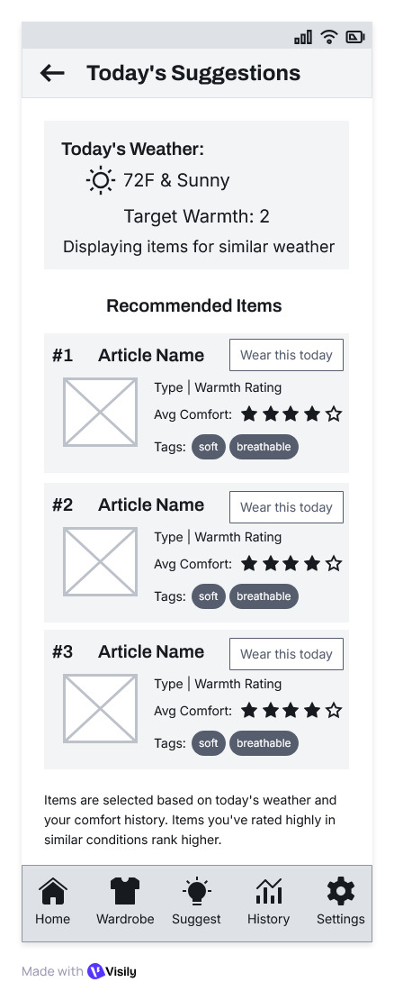 Today's Suggestions
Today's Weather:
72F & Sunny
Target Warmth: 2
Displaying items for similar weather
Recommended Items
#1 Article Name Wear this today
Type | Warmth Rating
Avg Comfort:
Tags: soft breathable
#2 Article Name Wear this today
Type | Warmth Rating
Avg Comfort:
Tags: soft breathable
#3 Article Name Wear this today
Type | Warmth Rating
Avg Comfort:
Tags: soft breathable
Items are selected based on today's weather and
your comfort history. Items you've rated highly in
similar conditions rank higher.
Home Wardrobe Suggest History Settings
Made with Visily